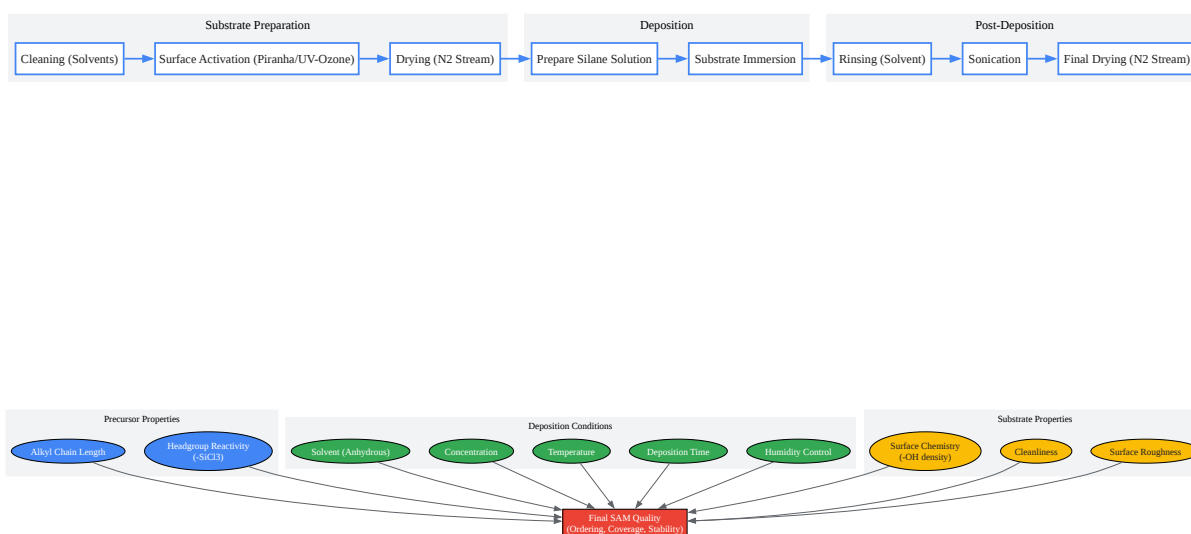 Substrate Preparation
Deposition
Post-Deposition
Cleaning (Solvents)
Surface Activation (Piranha/UV-Ozone)
Drying (N2 Stream)
Prepare Silane Solution
Substrate Immersion
Rinsing (Solvent)
Sonication
Final Drying (N2 Stream)
Precursor Properties
Deposition Conditions
Substrate Properties
Alkyl Chain Length
Headgroup Reactivity
(-SiCl3)
Solvent (Anhydrous)
Concentration
Temperature
Deposition Time
Humidity Control
Surface Chemistry
(-OH density)
Cleanliness
Surface Roughness
Final SAM Quality
(Ordering, Coverage, Stability)